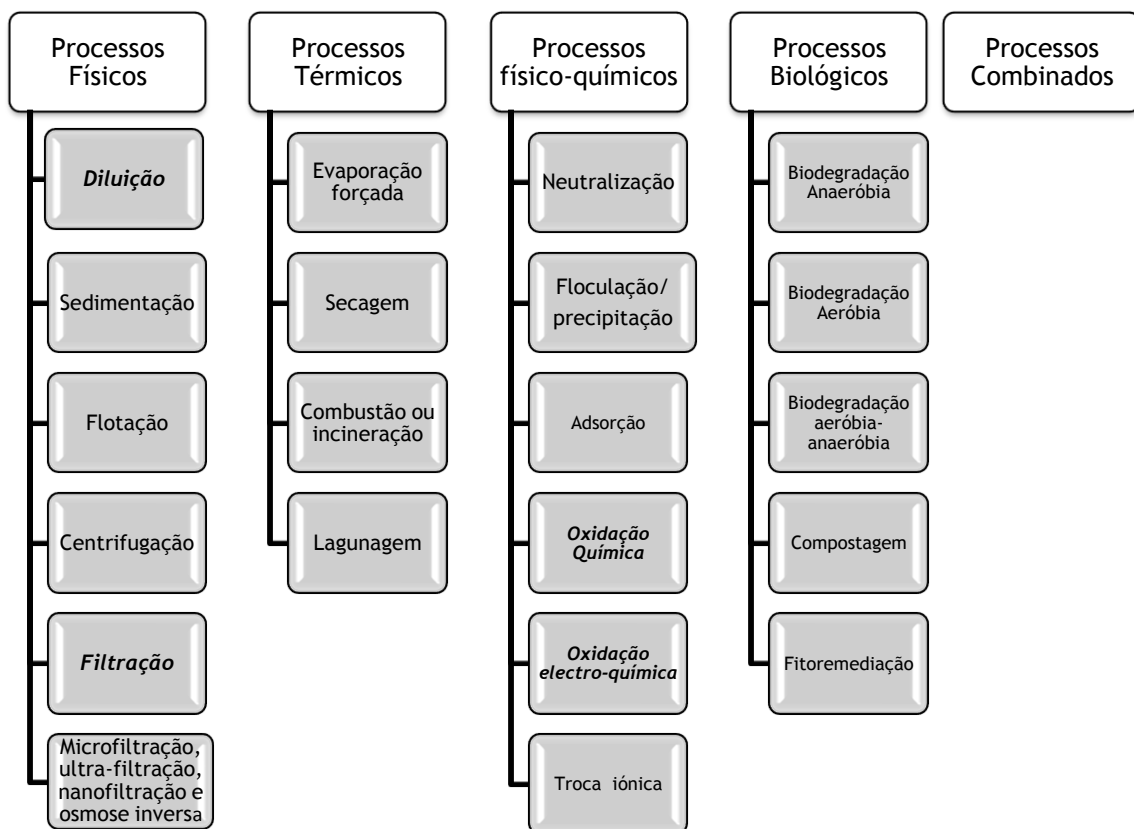 Processos
Físicos
Diluição
Sedimentação
Flotação
Centrifugação
Filtração
Microfiltração,
ultra-filtração,
nanofiltração e
osmose inversa
Processos
Térmicos
Evaporação
forçada
Secagem
Combustão ou
incineração
Lagunagem
Processos
físico-químicos
Neutralização
Floculação/
precipitação
Adsorção
Oxidação
Química
Oxidação
electro-química
Troca iónica
Processos
Biológicos
Biodegradação
Anaeróbia
Biodegradação
Aeróbia
Biodegradação
aeróbia-
anaeróbia
Compostagem
Fitoremediação
Processos
Combinados